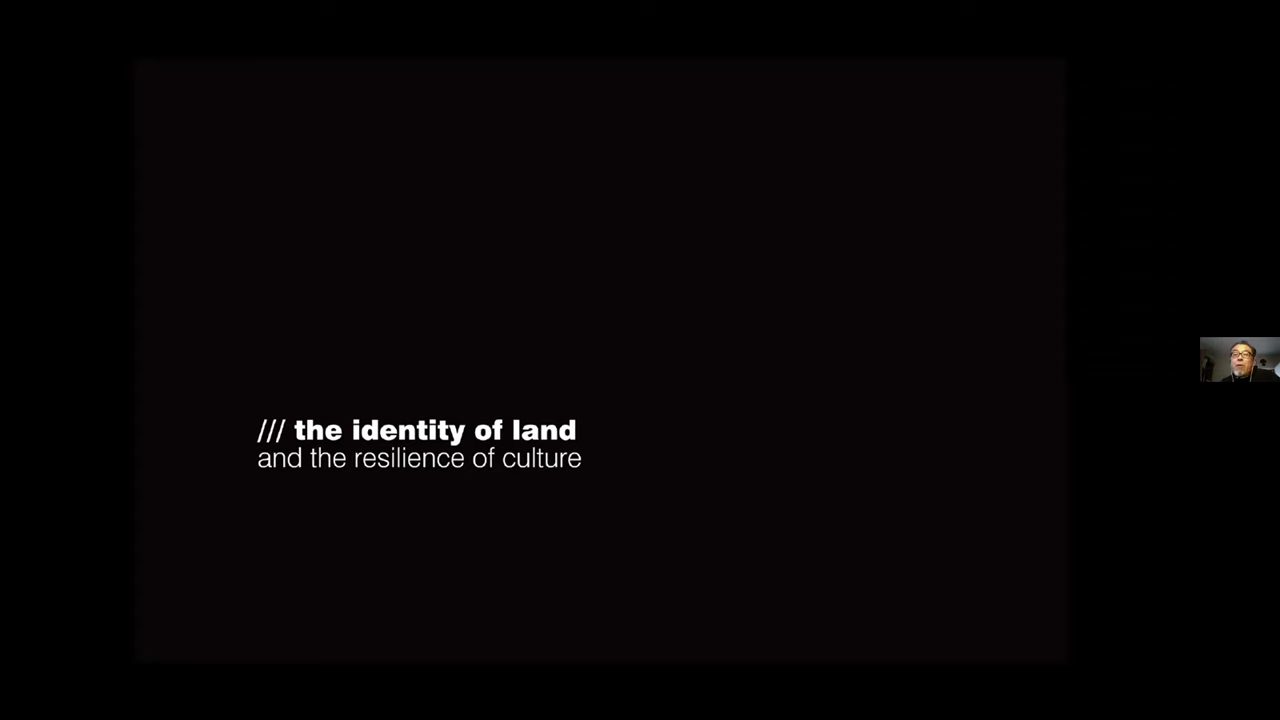 /// the identity of land
and the resilience of culture